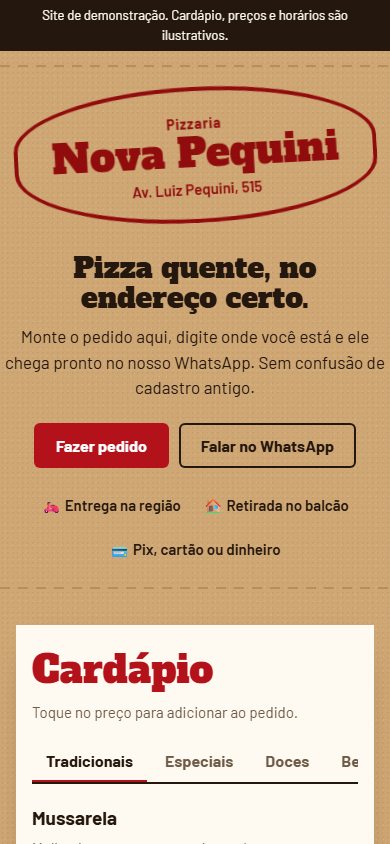 Site de demonstração. Cardápio, preços e horários são
ilustrativos.
Pizzaria
Nova Pequini
Av. Luiz Pequini, 515
Pizza quente, no
endereço certo.
Monte o pedido aqui, digite onde você está e ele
chega pronto no nosso WhatsApp. Sem confusão de
cadastro antigo.
Fazer pedido
Falar no WhatsApp
Entrega na região
Retirada no balcão
Pix, cartão ou dinheiro
Cardápio
Toque no preço para adicionar ao pedido.
Tradicionais
Especiais
Doces
Be
Mussarela